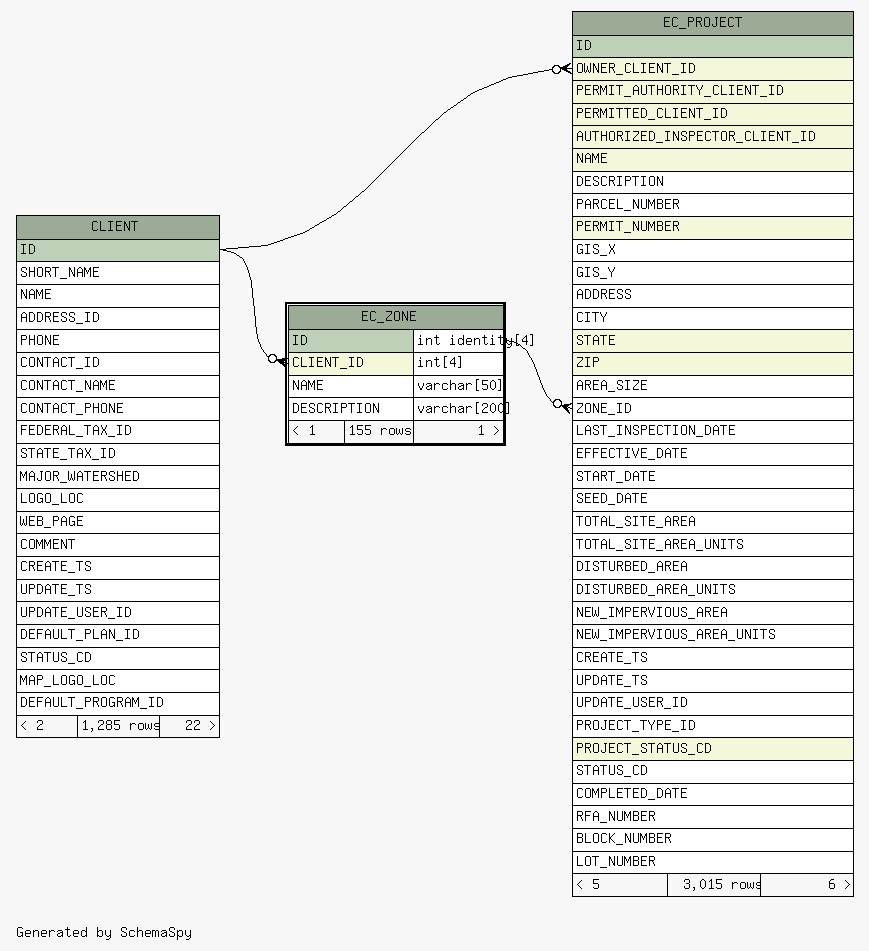 CLIENT
ID
SHORT_NAME
NAME
ADDRESS_ID
PHONE
CONTACT_ID
CONTACT_NAME
CONTACT_PHONE
FEDERAL_TAX_ID
STATE_TAX_ID
MAJOR_WATERSHED
LOGO_LOC
WEB_PAGE
COMMENT
CREATE_TS
UPDATE_TS
UPDATE_USER_ID
DEFAULT_PLAN_ID
STATUS_CD
MAP_LOGO_LOC
DEFAULT_PROGRAM_ID
< 2 1,285 rows 22 >
EC_ZONE
ID int identity[4]
CLIENT_ID int[4]
NAME varchar[50]
DESCRIPTION varchar[200]
< 1 155 rows 1 >
EC_PROJECT
ID
OWNER_CLIENT_ID
PERMIT_AUTHORITY_CLIENT_ID
PERMITTED_CLIENT_ID
AUTHORIZED_INSPECTOR_CLIENT_ID
NAME
DESCRIPTION
PARCEL_NUMBER
PERMIT_NUMBER
GIS_X
GIS_Y
ADDRESS
CITY
STATE
ZIP
AREA_SIZE
ZONE_ID
LAST_INSPECTION_DATE
EFFECTIVE_DATE
START_DATE
SEED_DATE
TOTAL_SITE_AREA
TOTAL_SITE_AREA_UNITS
DISTURBED_AREA
DISTURBED_AREA_UNITS
NEW_IMPERVIOUS_AREA
NEW_IMPERVIOUS_AREA_UNITS
CREATE_TS
UPDATE_TS
UPDATE_USER_ID
PROJECT_TYPE_ID
PROJECT_STATUS_CD
STATUS_CD
COMPLETED_DATE
RFA_NUMBER
BLOCK_NUMBER
LOT_NUMBER
< 5 3,015 rows 6 >
Generated by SchemaSpy